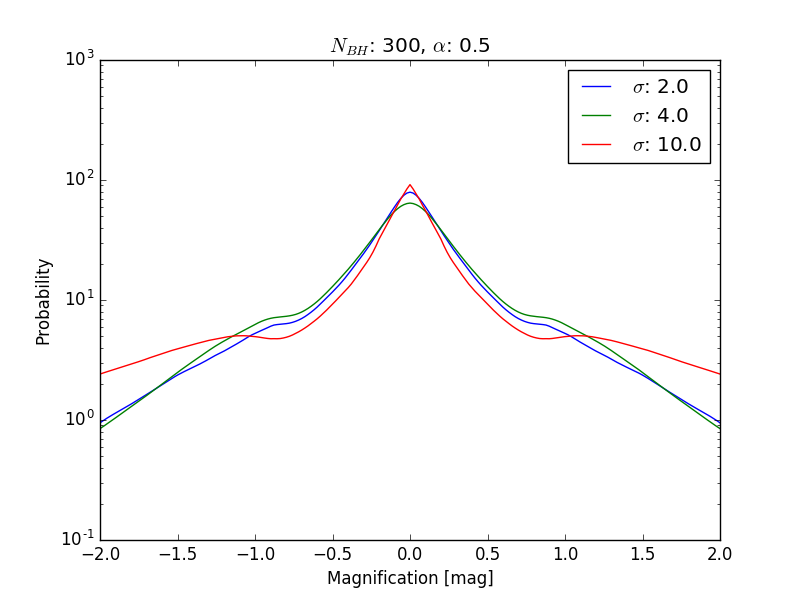 N_{BH}: 300, α: 0.5
10^3
10^2
10^1
10^0
10^{-1}
Probability
σ: 2.0
σ: 4.0
σ: 10.0
−2.0 −1.5 −1.0 −0.5 0.0 0.5 1.0 1.5 2.0
Magnification [mag]